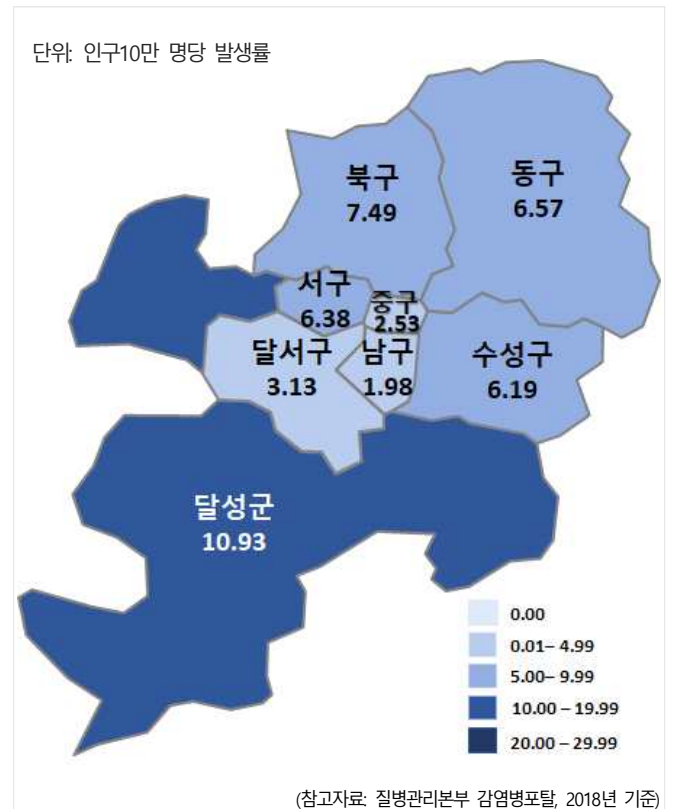 단위: 인구10만 명당 발생률
북구
7.49
동구
6.57
서구
6.38
중구
2.53
달서구
3.13
남구
1.98
수성구
6.19
달성군
10.93
0.00
0.01– 4.99
5.00– 9.99
10.00 – 19.99
20.00 – 29.99
(참고자료: 질병관리본부 감염병포탈, 2018년 기준)